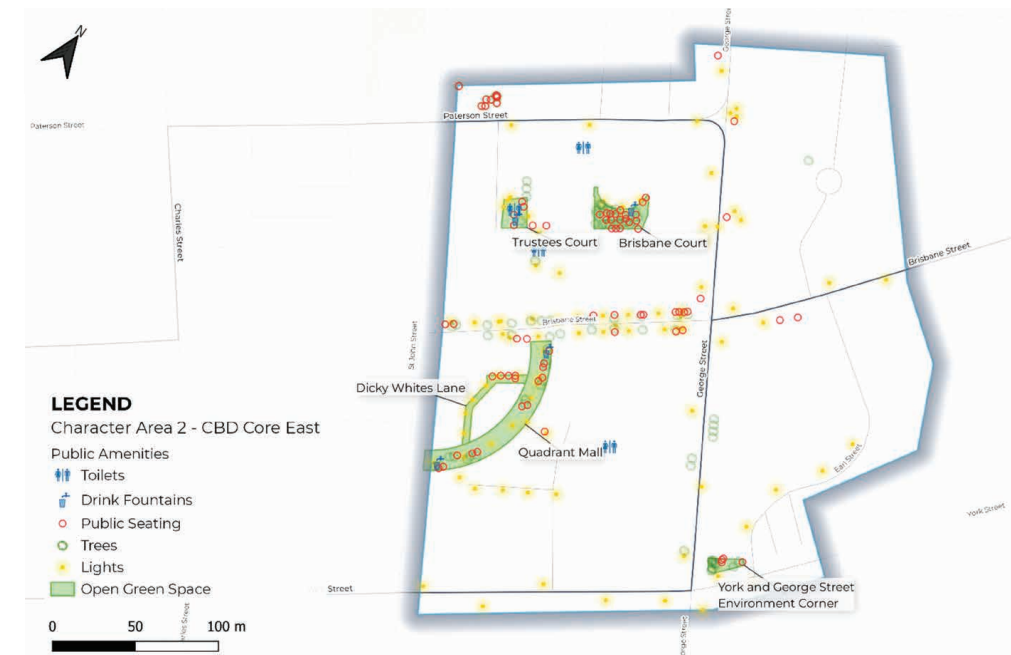 N
George Street
Paterson Street
Paterson Street
Charles Street
Trustees Court
Brisbane Court
Brisbane Street
Brisbane Street
St John Street
George Street
Dicky Whites Lane
Quadrant Mall
Earl Street
York Street
LEGEND
Character Area 2 - CBD Core East
Public Amenities
Toilets
Drink Fountains
Public Seating
Trees
Lights
Open Green Space
Street
York and George Street
Environment Corner
0 50 100 m